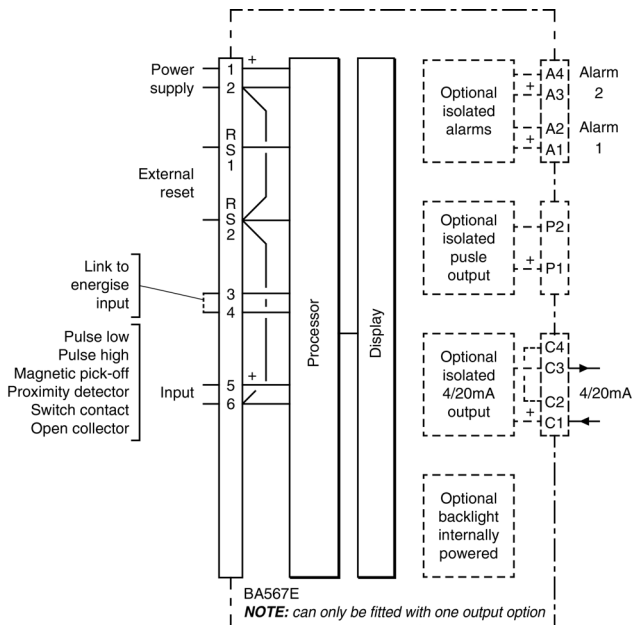 Power
supply
+
1
2
R
S
1
External
reset
R
S
2
Link to
energise
input
3
4
Pulse low
Pulse high
Magnetic pick-off
Proximity detector
Switch contact
Open collector
Input
+
5
6
Processor
Display
Optional
isolated
alarms
+
+
A4
A3
A2
A1
Alarm
2
Alarm
1
Optional
isolated
pusle
output
+
P2
P1
Optional
isolated
4/20mA
output
+
C4
C3
C2
C1
4/20mA
Optional
backlight
internally
powered
BA567E
NOTE: can only be fitted with one output option